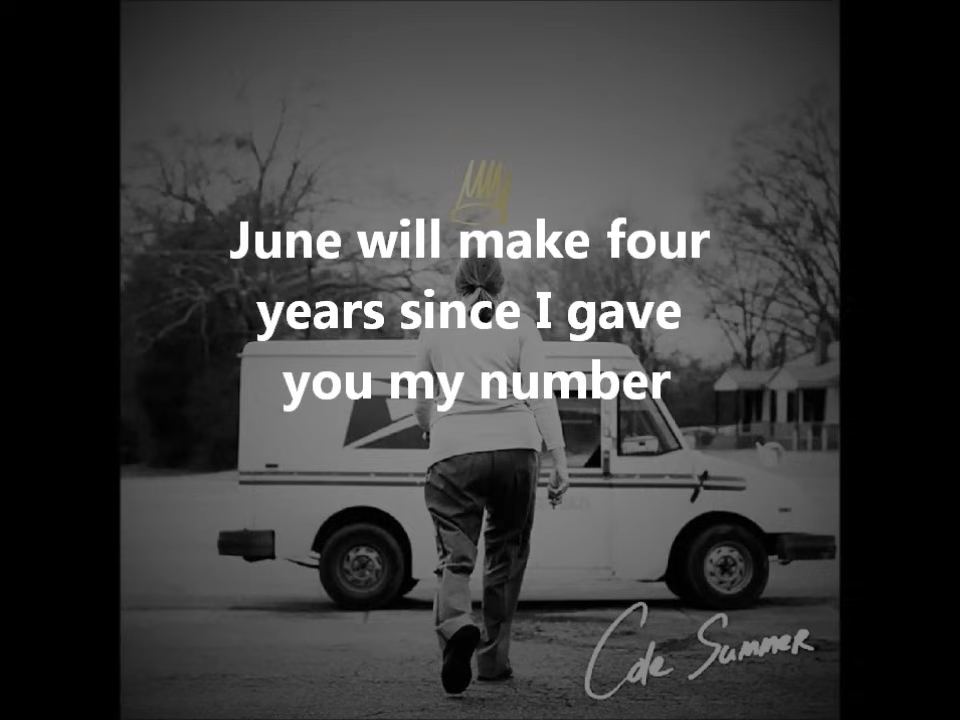 June will make four
years since I gave
you my number
Cole Summer